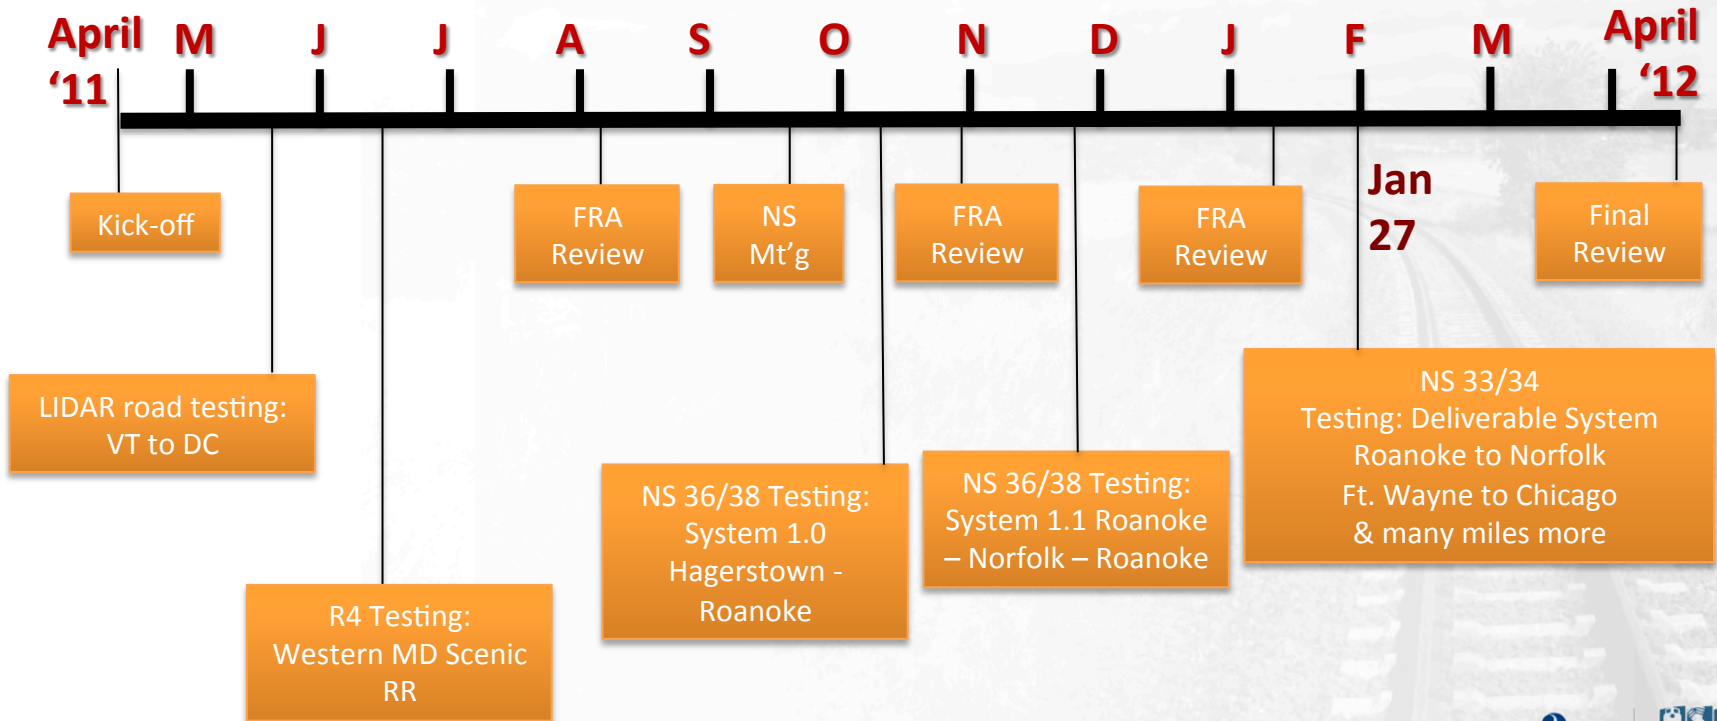 April M J J A S O N D J F M April
‘11 ‘12
Kick-off
FRA
Review
NS
Mt’g
FRA
Review
FRA
Review
Jan
27
Final
Review
LIDAR road testing:
VT to DC
R4 Testing:
Western MD Scenic
RR
NS 36/38 Testing:
System 1.0
Hagerstown -
Roanoke
NS 36/38 Testing:
System 1.1 Roanoke
– Norfolk – Roanoke
NS 33/34
Testing: Deliverable System
Roanoke to Norfolk
Ft. Wayne to Chicago
& many miles more